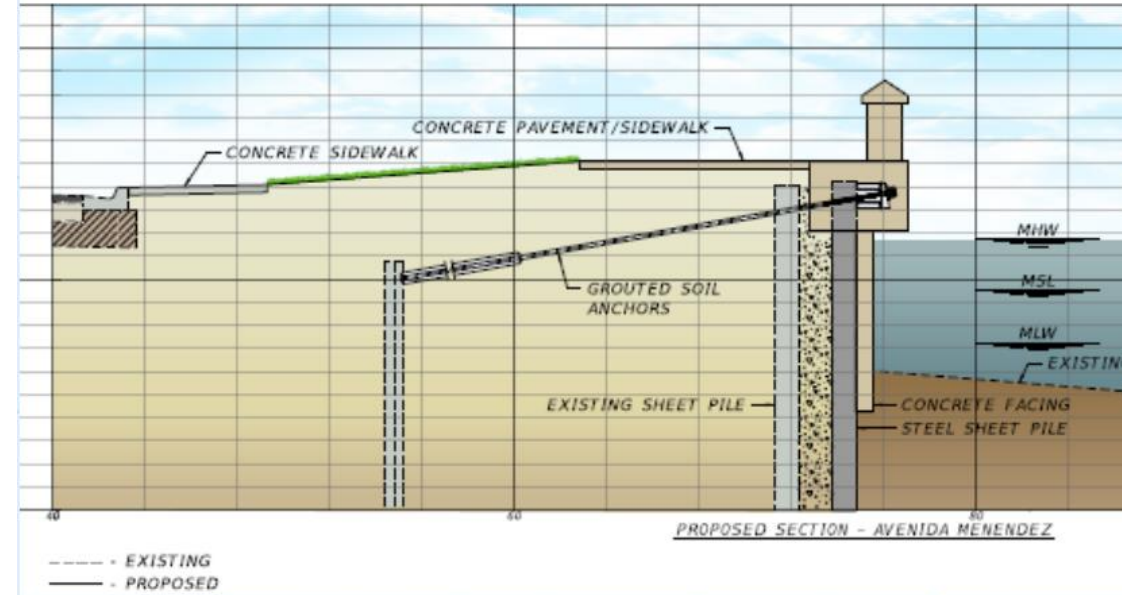 CONCRETE PAVEMENT/SIDEWALK
CONCRETE SIDEWALK
MHW
GROUTED SOIL
ANCHORS
MSL
MLW
EXISTING
EXISTING SHEET PILE
CONCRETE FACING
STEEL SHEET PILE
40
60
80
PROPOSED SECTION - AVENIDA MENENDEZ
- EXISTING
- PROPOSED